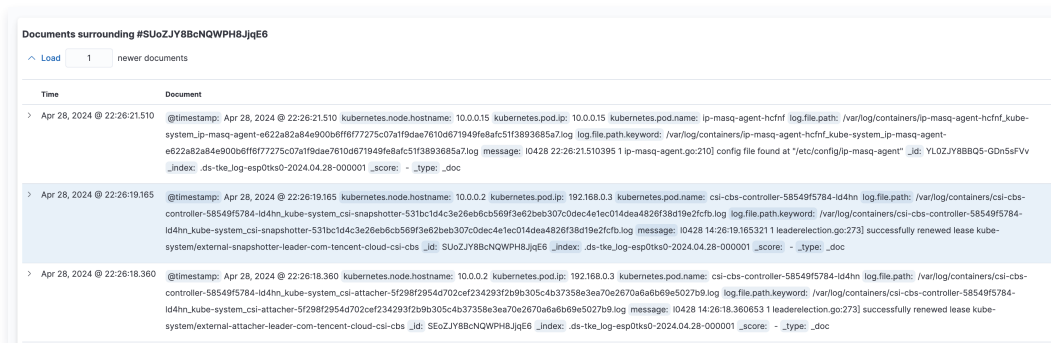 Documents surrounding #SUoZJY8BcNQWPH8JjqE6
Load 1 newer documents
Time Document
Apr 28, 2024 @ 22:26:21.510 @timestamp: Apr 28, 2024 @ 22:26:21.510 kubernetes.node.hostname: 10.0.0.15 kubernetes.pod.ip: 10.0.0.15 kubernetes.pod.name: ip-masq-agent-hcfnf log.file.path: /var/log/containers/ip-masq-agent-hcfnf_kube-
system_ip-masq-agent-e622a82a84e900b6ff6f77275c07a1f9dae7610d671949fe8afc51f3893685a7.log log.file.path.keyword: /var/log/containers/ip-masq-agent-hcfnf_kube-system_ip-masq-agent-
e622a82a84e900b6ff6f77275c07a1f9dae7610d671949fe8afc51f3893685a7.log message: I0428 22:26:21.510395 1 ip-masq-agent.go:210] config file found at "/etc/config/ip-masq-agent" _id: YL0ZJY8BBQ5-GDn5sFVv
_index: .ds-tke_log-esp0tks0-2024.04.28-000001 _score: - _type: _doc
Apr 28, 2024 @ 22:26:19.165 @timestamp: Apr 28, 2024 @ 22:26:19.165 kubernetes.node.hostname: 10.0.0.2 kubernetes.pod.ip: 192.168.0.3 kubernetes.pod.name: csi-cbs-controller-58549f5784-ld4hn log.file.path: /var/log/containers/csi-cbs-
controller-58549f5784-ld4hn_kube-system_csi-snapshotter-531bc1d4c3e26eb6cb569f3e62beb307c0dec4e1ec014dea4826f38d19e2fcfb.log log.file.path.keyword: /var/log/containers/csi-cbs-controller-58549f5784-
ld4hn_kube-system_csi-snapshotter-531bc1d4c3e26eb6cb569f3e62beb307c0dec4e1ec014dea4826f38d19e2fcfb.log message: I0428 14:26:19.165321 1 leaderelection.go:273] successfully renewed lease kube-
system/external-snapshotter-leader-com-tencent-cloud-csi-cbs _id: SUoZJY8BcNQWPH8JjqE6 _index: .ds-tke_log-esp0tks0-2024.04.28-000001 _score: - _type: _doc
Apr 28, 2024 @ 22:26:18.360 @timestamp: Apr 28, 2024 @ 22:26:18.360 kubernetes.node.hostname: 10.0.0.2 kubernetes.pod.ip: 192.168.0.3 kubernetes.pod.name: csi-cbs-controller-58549f5784-ld4hn log.file.path: /var/log/containers/csi-cbs-
controller-58549f5784-ld4hn_kube-system_csi-attacher-5f298f2954d702cef234293f2b9b305c4b37358e3ea70e2670a6a6b69e5027b9.log log.file.path.keyword: /var/log/containers/csi-cbs-controller-58549f5784-
ld4hn_kube-system_csi-attacher-5f298f2954d702cef234293f2b9b305c4b37358e3ea70e2670a6a6b69e5027b9.log message: I0428 14:26:18.360653 1 leaderelection.go:273] successfully renewed lease kube-
system/external-attacher-leader-com-tencent-cloud-csi-cbs _id: SEoZJY8BcNQWPH8JjqE6 _index: .ds-tke_log-esp0tks0-2024.04.28-000001 _score: - _type: _doc